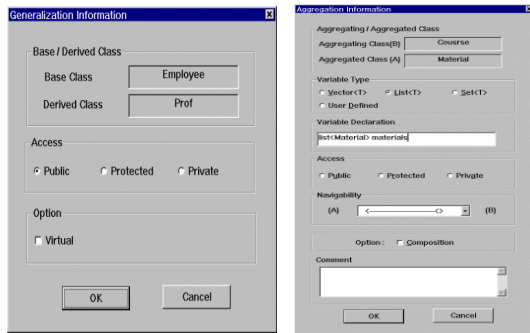 Generalization Information
Base / Derived Class
Base Class Employee
Derived Class Prof
Access
Public Protected Private
Option
Virtual
OK Cancel
Aggregation Information
Aggregating / Aggregated Class
Aggregating Class(B) Cousrse
Aggregated Class (A) Material
Variable Type
Vector<T> List<T> Set<T>
User Defined
Variable Declaration
list<Material> materials
Access
Public Protected Private
Navigability
(A) <————<> (B)
Option : Composition
Comment
OK Cancel